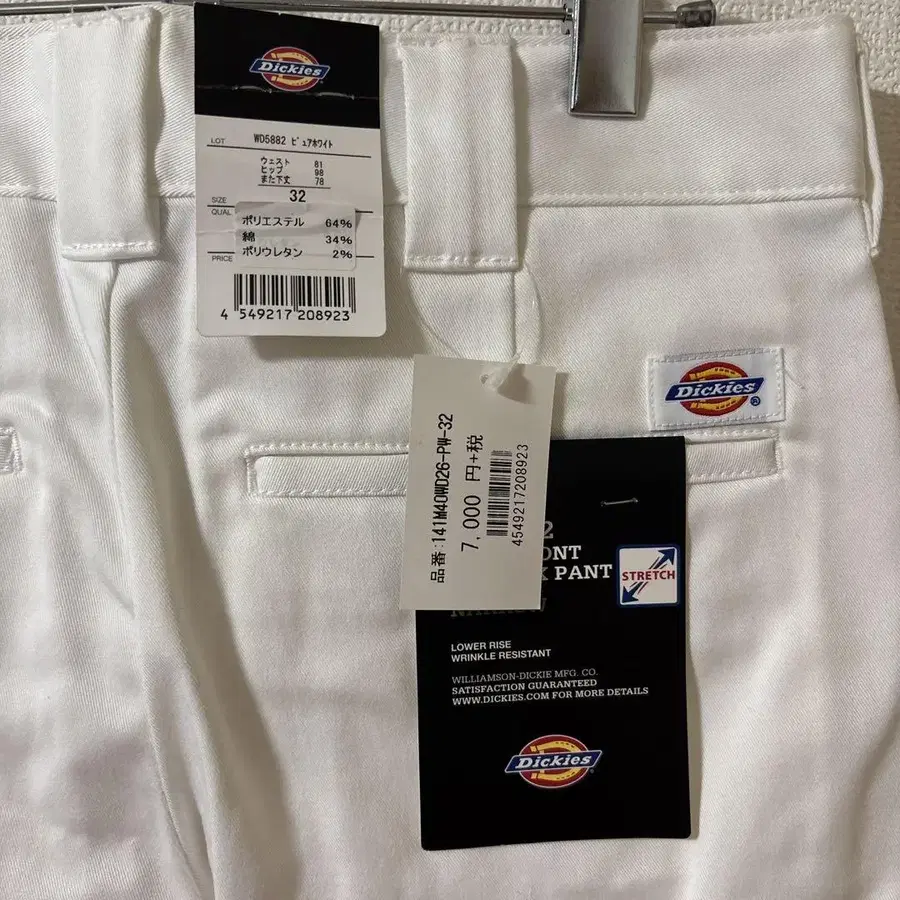 Dickies
LOT WD5882 ピュアホワイト
ウェスト 81
ヒップ 98
また下丈 78
SIZE 32
QUAL ポリエステル 64%
綿 34%
ポリウレタン 2%
PRICE
4 549217 208923
Dickies®
品番:141M40WD26-PW-32
7,000 円+税
4549217208923
2
ONT
PANT
STRETCH
LOWER RISE
WRINKLE RESISTANT
WILLIAMSON-DICKIE MFG. CO.
SATISFACTION GUARANTEED
WWW.DICKIES.COM FOR MORE DETAILS
Dickies